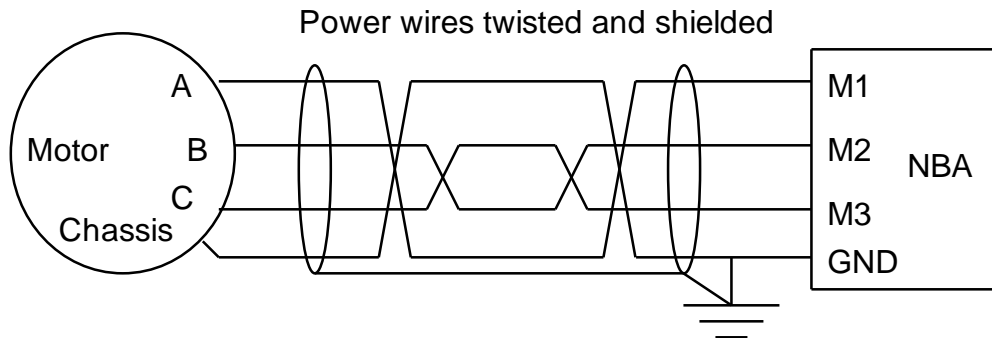 Power wires twisted and shielded
A
M1
Motor
B
M2
NBA
C
M3
Chassis
GND